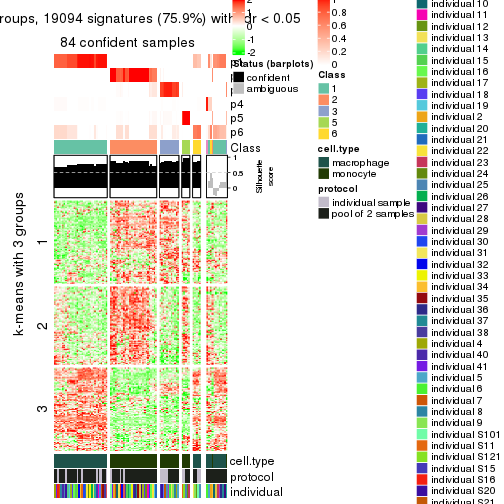 roups, 19094 signatures (75.9%) with fdr < 0.05
84 confident samples
p4
p5
p6
Class
1
0.5
0
Silhouette
score
2
0
-1
-2
0.8
0.6
0.4
0.2
0
Status (barplots)
confident
ambiguous
Class
1
2
3
5
6
cell.type
macrophage
monocyte
protocol
individual sample
pool of 2 samples
k-means with 3 groups
1
2
3
cell.type
protocol
individual
individual 10
individual 11
individual 12
individual 13
individual 14
individual 15
individual 16
individual 17
individual 18
individual 19
individual 2
individual 20
individual 21
individual 22
individual 23
individual 24
individual 25
individual 26
individual 27
individual 28
individual 29
individual 30
individual 31
individual 32
individual 33
individual 34
individual 35
individual 36
individual 37
individual 38
individual 4
individual 40
individual 41
individual 5
individual 6
individual 7
individual 8
individual 9
individual S101
individual S11
individual S121
individual S15
individual S16
individual S20
individual S21